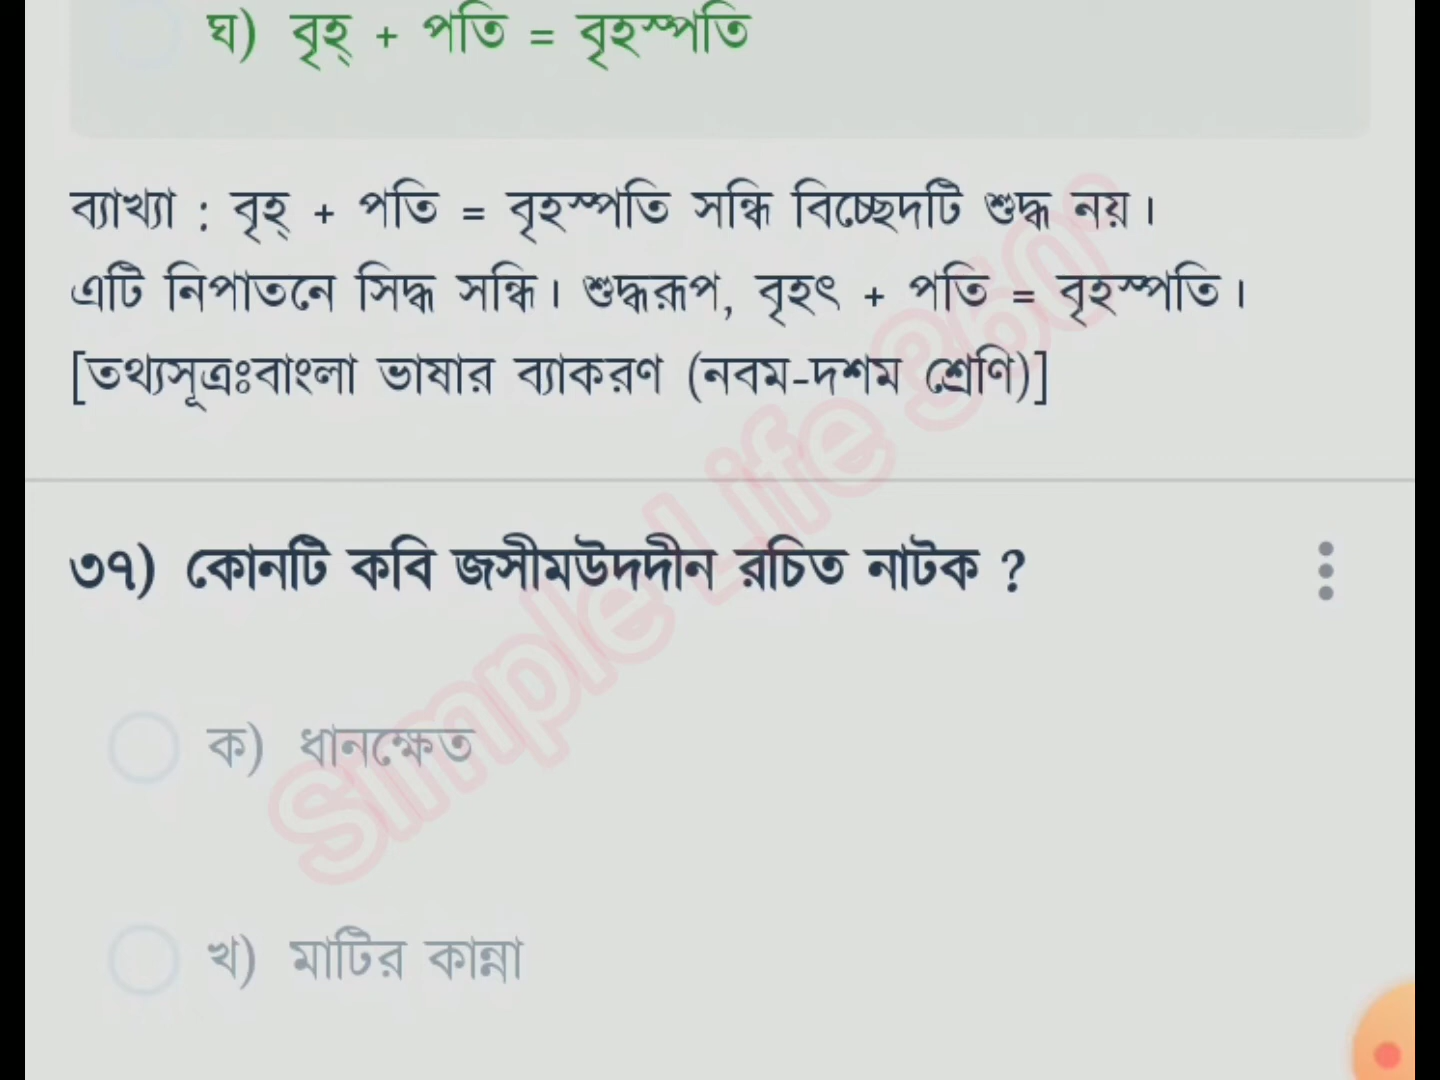 ঘ) বৃহ্ + পতি = বৃহস্পতি
ব্যাখ্যা : বৃহ্ + পতি = বৃহস্পতি সন্ধি বিচ্ছেদটি শুদ্ধ নয়।
এটি নিপাতনে সিদ্ধ সন্ধি। শুদ্ধরূপ, বৃহৎ + পতি = বৃহস্পতি।
[তথ্যসূত্রঃবাংলা ভাষার ব্যাকরণ (নবম-দশম শ্রেণি)]
৩৭) কোনটি কবি জসীমউদদীন রচিত নাটক ?
ক) ধানক্ষেত
খ) মাটির কান্না
Simple Life 360°